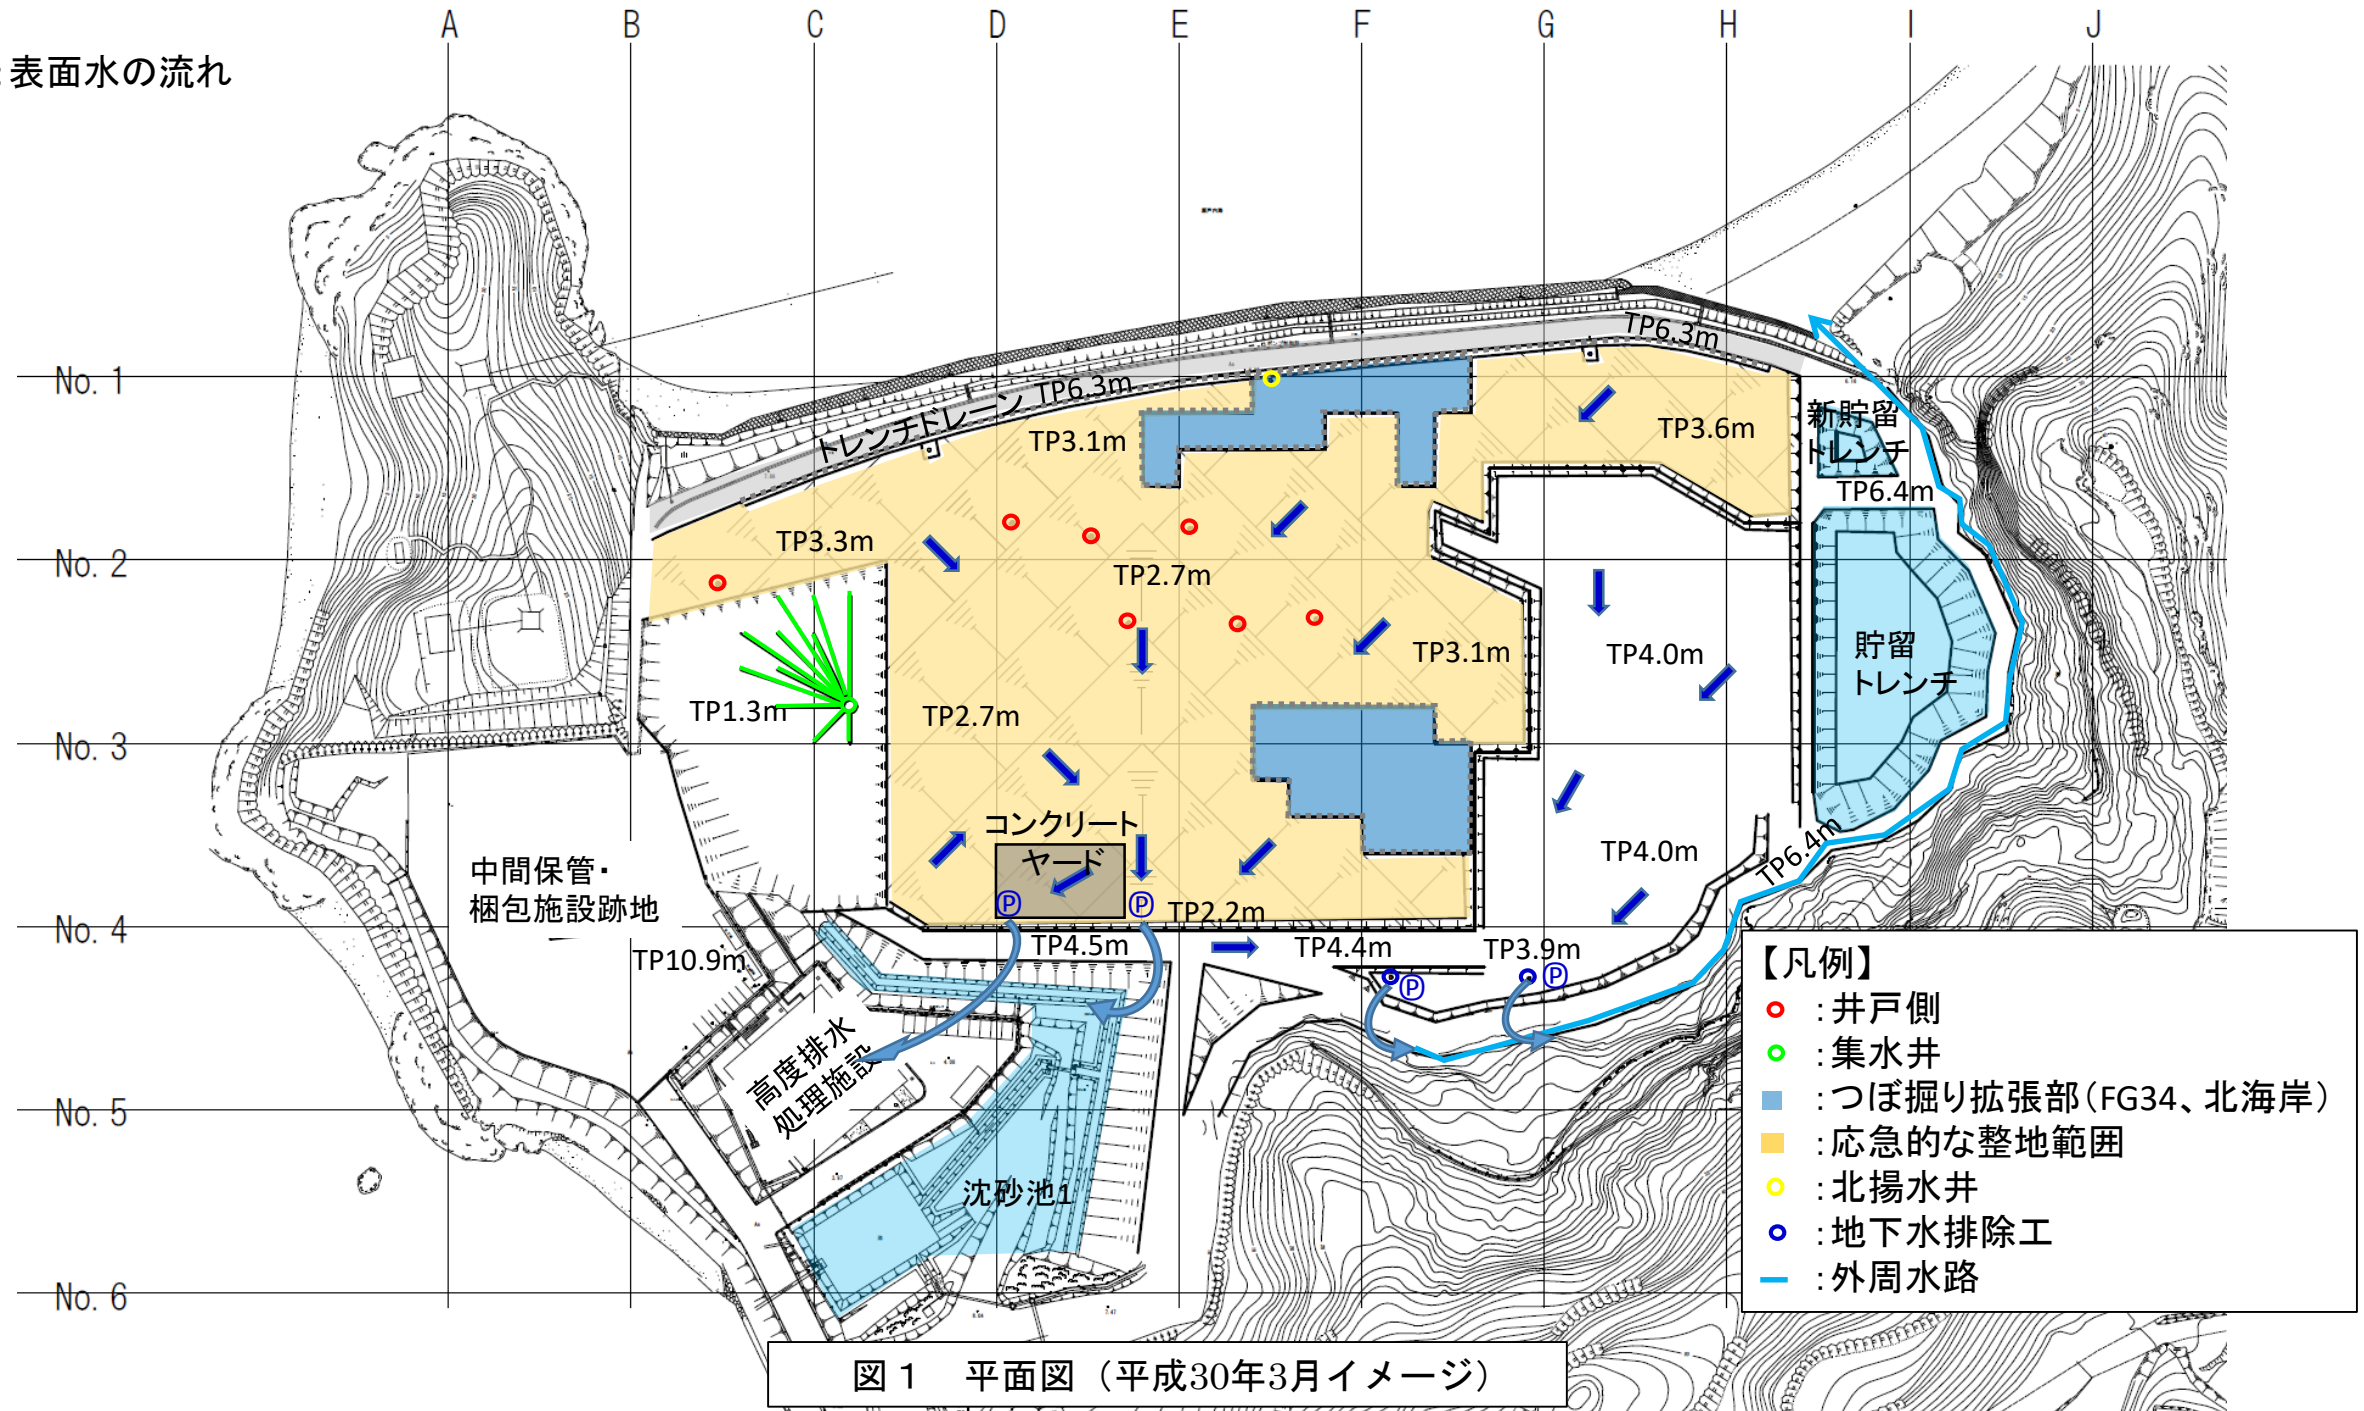 A B C D E F G H I J
:表面水の流れ
TP6.3m
No. 1
トレンチドレーン TP6.3m
新貯留
トレンチ
TP3.1m
TP3.6m
TP6.4m
TP3.3m
No. 2
TP2.7m
TP4.0m
TP3.1m
貯留
トレンチ
TP1.3m
TP2.7m
No. 3
コンクリート
ヤード
TP4.0m
TP6.4m
中間保管・
梱包施設跡地
P P
TP2.2m
No. 4
TP10.9m
TP4.5m
TP4.4m
TP3.9m
P P
高度排水
処理施設
No. 5
沈砂池1
No. 6
【凡例】
:井戸側
:集水井
:つぼ掘り拡張部(FG34、北海岸)
:応急的な整地範囲
:北揚水井
:地下水排除工
:外周水路
図1 平面図(平成30年3月イメージ)